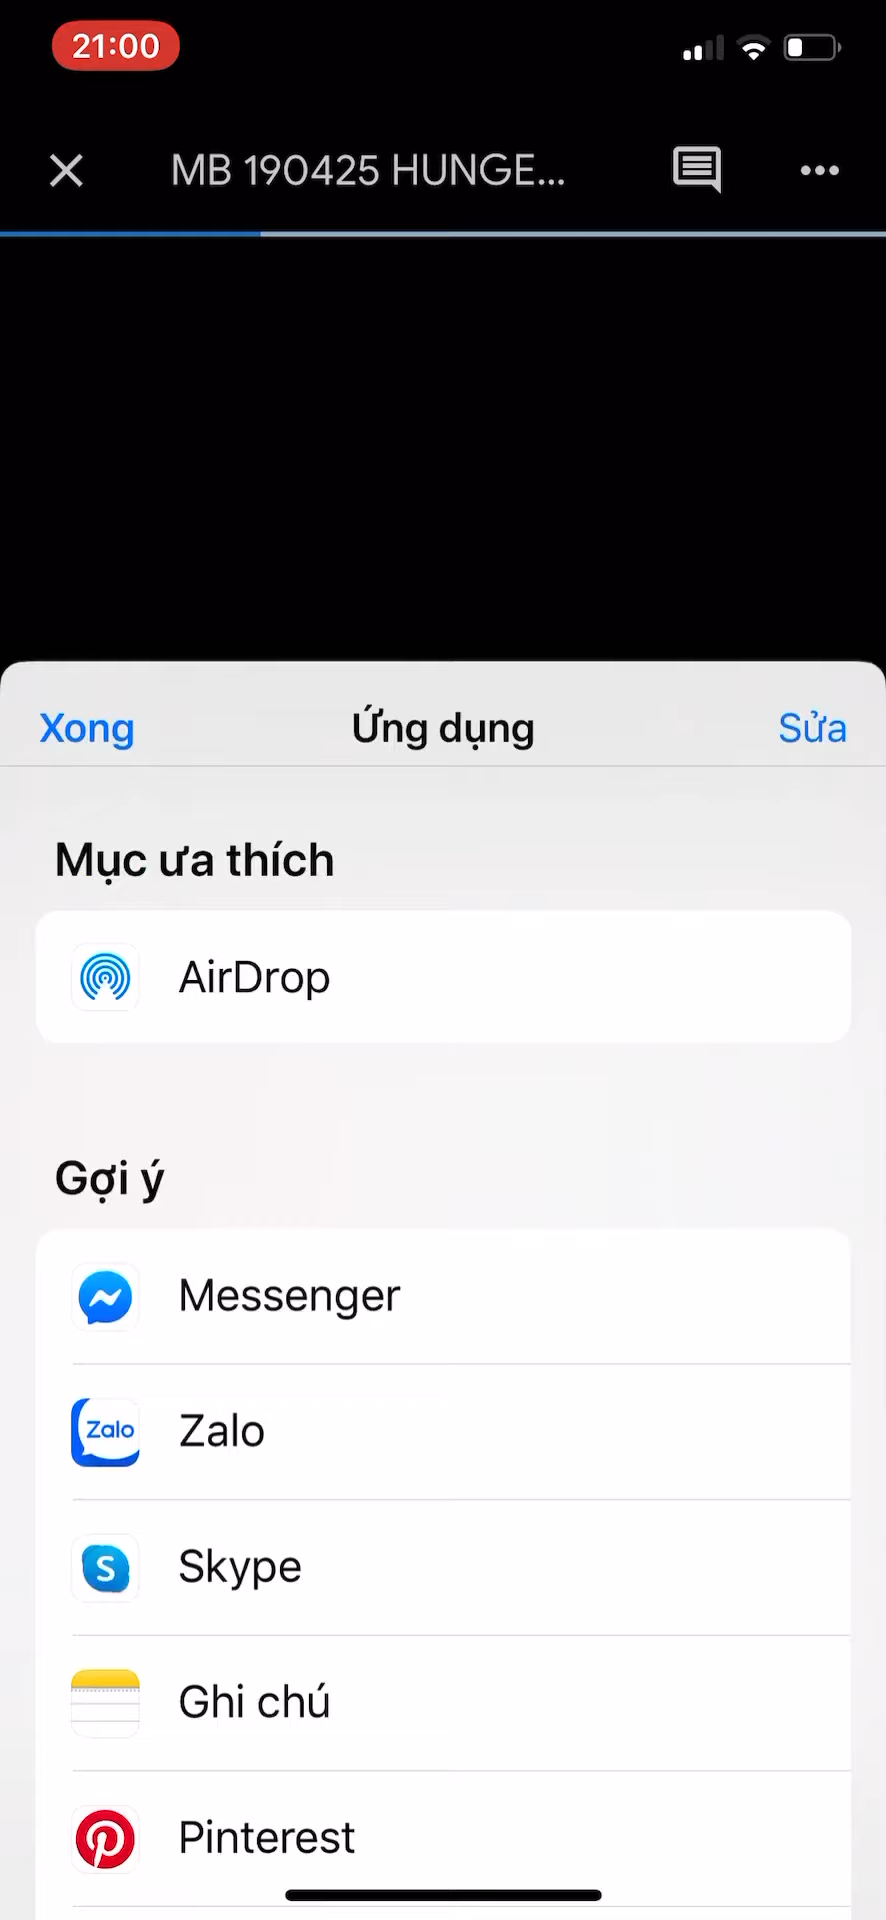 21:00
MB 190425 HUNGE...
Xong
Ứng dụng
Sửa
Mục ưa thích
AirDrop
Gợi ý
Messenger
Zalo
Zalo
S
Skype
Ghi chú
Pinterest